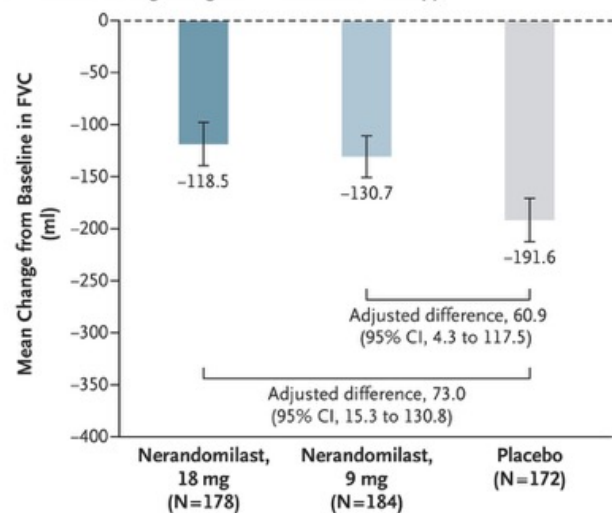 0
−50
−100
−150
−200
−250
−300
−350
−400
Mean Change from Baseline in FVC
(ml)
−118.5
−130.7
−191.6
Adjusted difference, 60.9
(95% CI, 4.3 to 117.5)
Adjusted difference, 73.0
(95% CI, 15.3 to 130.8)
Nerandomilast,
18 mg
(N=178)
Nerandomilast,
9 mg
(N=184)
Placebo
(N=172)